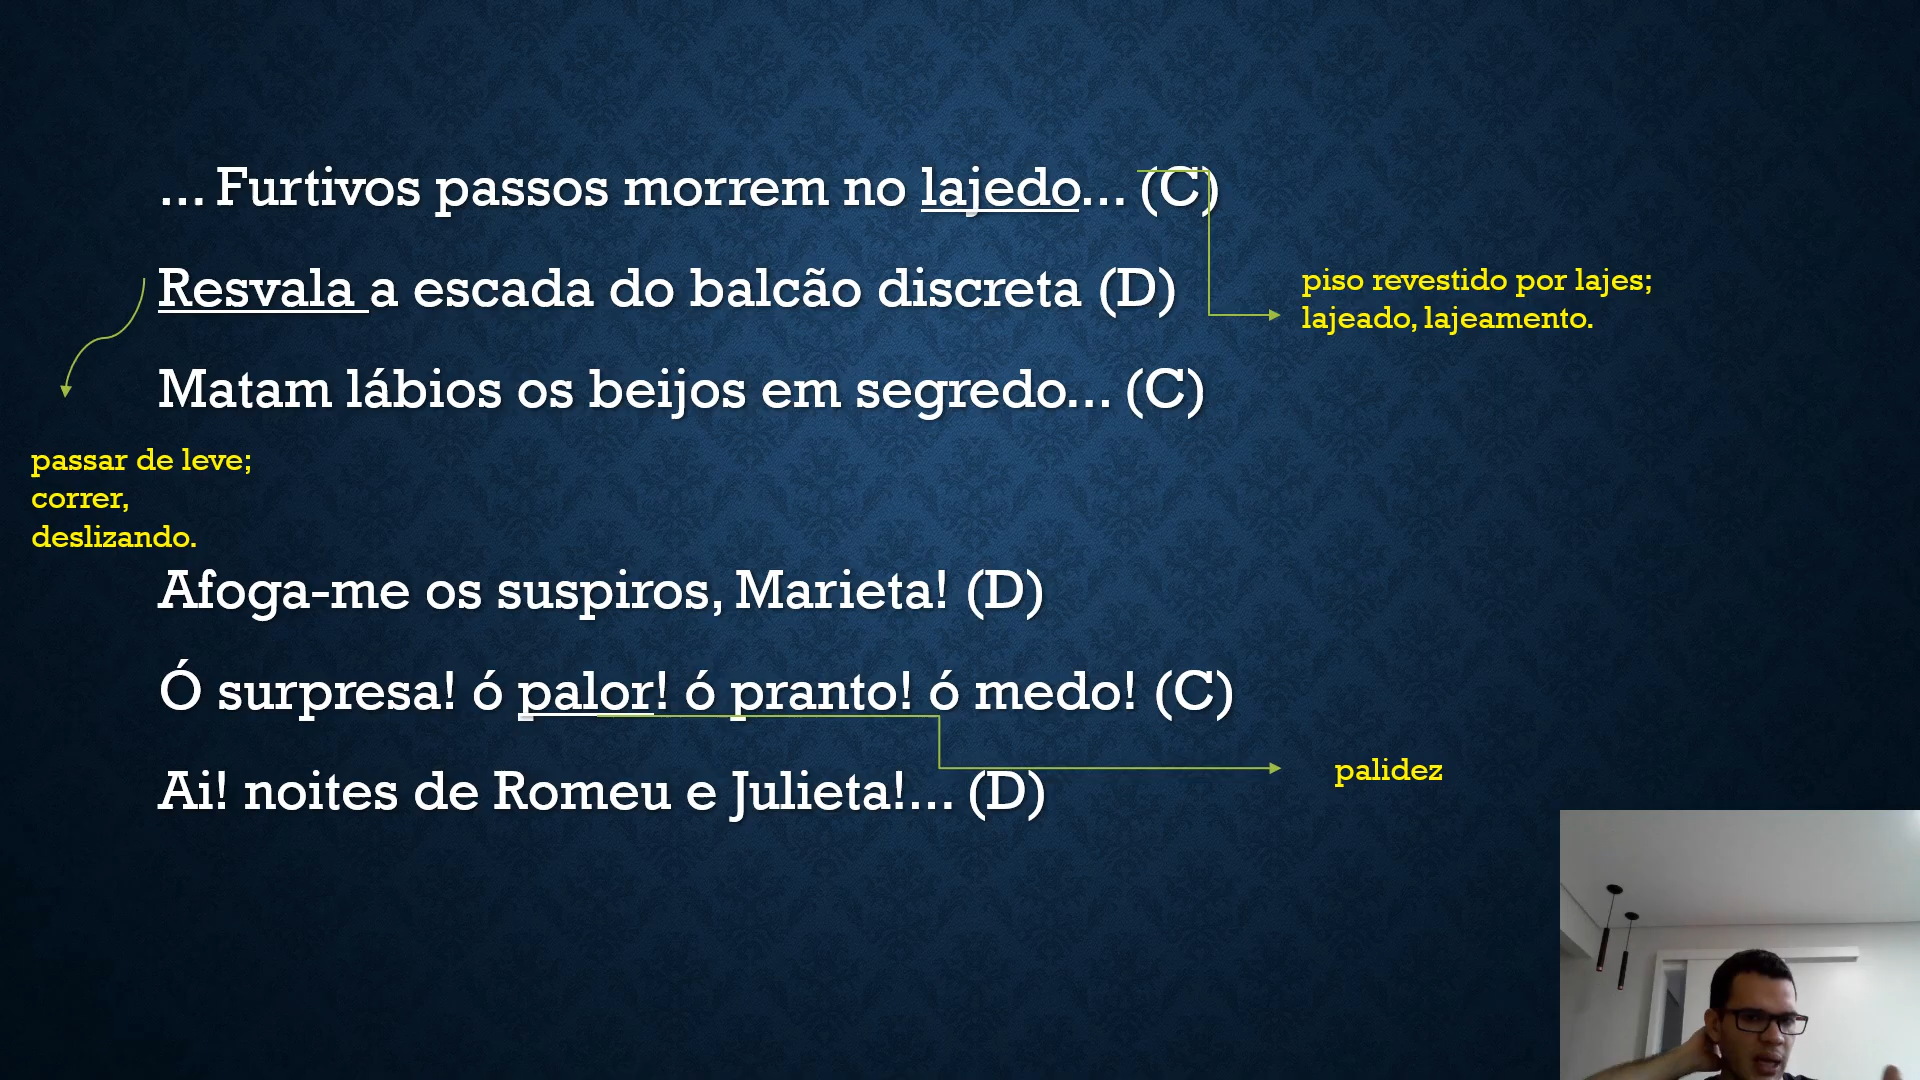 ... Furtivos passos morrem no lajedo... (C)
Resvala a escada do balcão discreta (D)
piso revestido por lajes;
lajeado, lajeamento.
Matam lábios os beijos em segredo... (C)
passar de leve;
correr,
deslizando.
Afoga-me os suspiros, Marieta! (D)
Ó surpresa! ó palor! ó pranto! ó medo! (C)
Ai! noites de Romeu e Julieta!... (D)
palidez